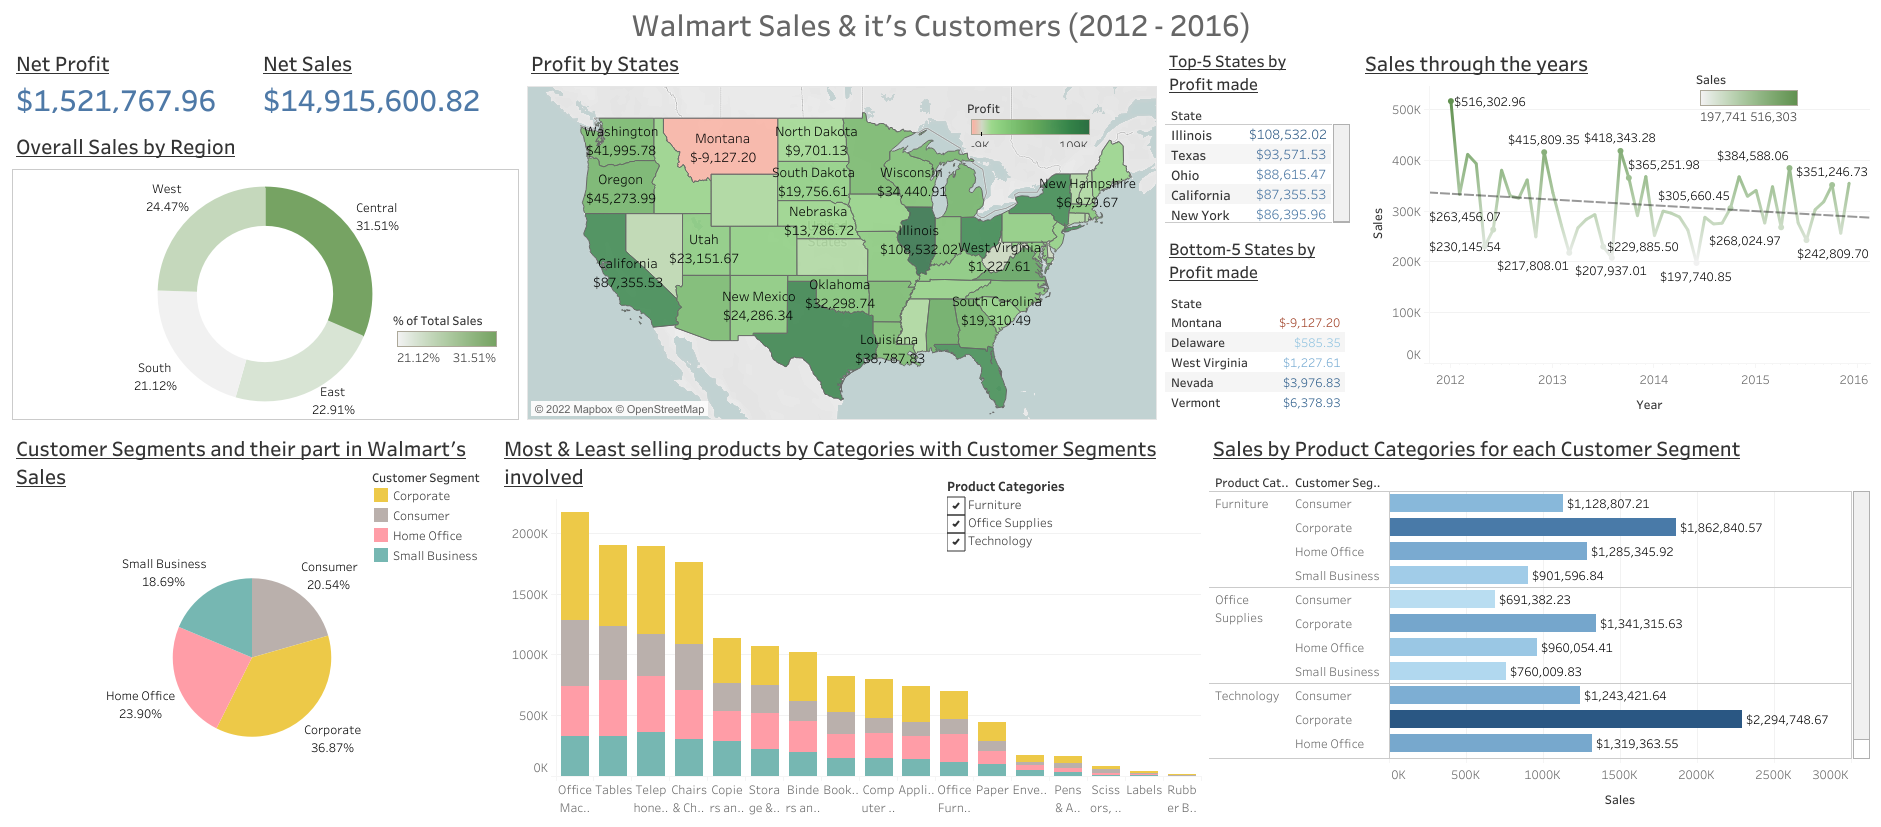 Walmart Sales & it's Customers (2012 - 2016)
Net Profit
$1,521,767.96
Net Sales
$14,915,600.82
Overall Sales by Region
West
24.47%
Central
31.51%
South
21.12%
East
22.91%
% of Total Sales
21.12% 31.51%
Profit by States
Profit
-9K 109K
Washington
$41,995.78
Montana
$-9,127.20
North Dakota
$9,701.13
Oregon
$45,273.99
South Dakota
$19,756.61
Wisconsin
$34,440.91
New Hampshire
$6,979.67
Nebraska
$13,786.72
States
Illinois
$108,532.02
Utah
$23,151.67
West Virginia
$1,227.61
California
$87,355.53
New Mexico
$24,286.34
Oklahoma
$32,298.74
South Carolina
$19,310.49
Louisiana
$38,787.83
© 2022 Mapbox © OpenStreetMap
Top-5 States by
Profit made
State
Illinois $108,532.02
Texas $93,571.53
Ohio $88,615.47
California $87,355.53
New York $86,395.96
Bottom-5 States by
Profit made
State
Montana $-9,127.20
Delaware $585.35
West Virginia $1,227.61
Nevada $3,976.83
Vermont $6,378.93
Sales through the years
Sales
197,741 516,303
500K
400K
300K
200K
100K
0K
Sales
$516,302.96
$415,809.35
$418,343.28
$365,251.98
$384,588.06
$351,246.73
$305,660.45
$263,456.07
$230,145.54
$217,808.01
$207,937.01
$229,885.50
$197,740.85
$268,024.97
$242,809.70
2012 2013 2014 2015 2016
Year
Customer Segments and their part in Walmart's
Sales
Customer Segment
Corporate
Consumer
Home Office
Small Business
Small Business
18.69%
Consumer
20.54%
Home Office
23.90%
Corporate
36.87%
Most & Least selling products by Categories with Customer Segments
involved
Product Categories
Furniture
Office Supplies
Technology
2000K
1500K
1000K
500K
0K
Office Tables Telep Chairs Copie Stora Binde Book.. Comp Appli.. Office Paper Enve.. Pens Sciss Labels Rubb
Mac.. hone.. & Ch.. rs an.. ge &.. rs an.. uter .. Furn.. & A.. ors, .. er B..
Sales by Product Categories for each Customer Segment
Product Cat.. Customer Seg..
Furniture Consumer $1,128,807.21
Corporate $1,862,840.57
Home Office $1,285,345.92
Small Business $901,596.84
Office Consumer $691,382.23
Supplies Corporate $1,341,315.63
Home Office $960,054.41
Small Business $760,009.83
Technology Consumer $1,243,421.64
Corporate $2,294,748.67
Home Office $1,319,363.55
0K 500K 1000K 1500K 2000K 2500K 3000K
Sales